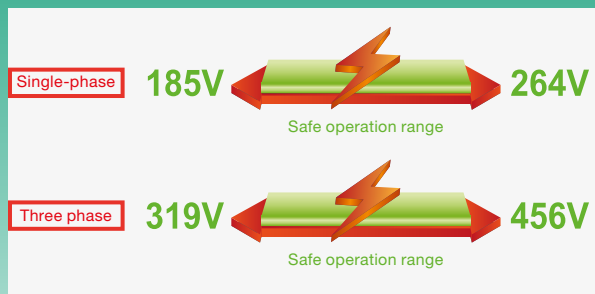 Single-phase
185V
264V
Safe operation range
Three phase
319V
456V
Safe operation range